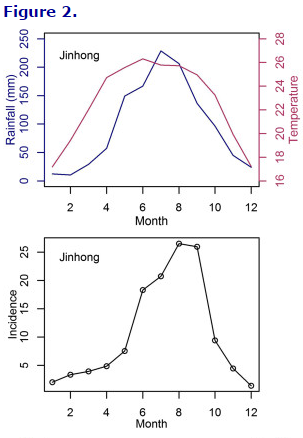 Figure 2.
Jinhong
Rainfall (mm)
0 50 100 150 200 250
Temperature
16 18 20 22 24 26 28
2 4 6 8 10 12
Month
Jinhong
Incidence
5 10 15 20 25
2 4 6 8 10 12
Month